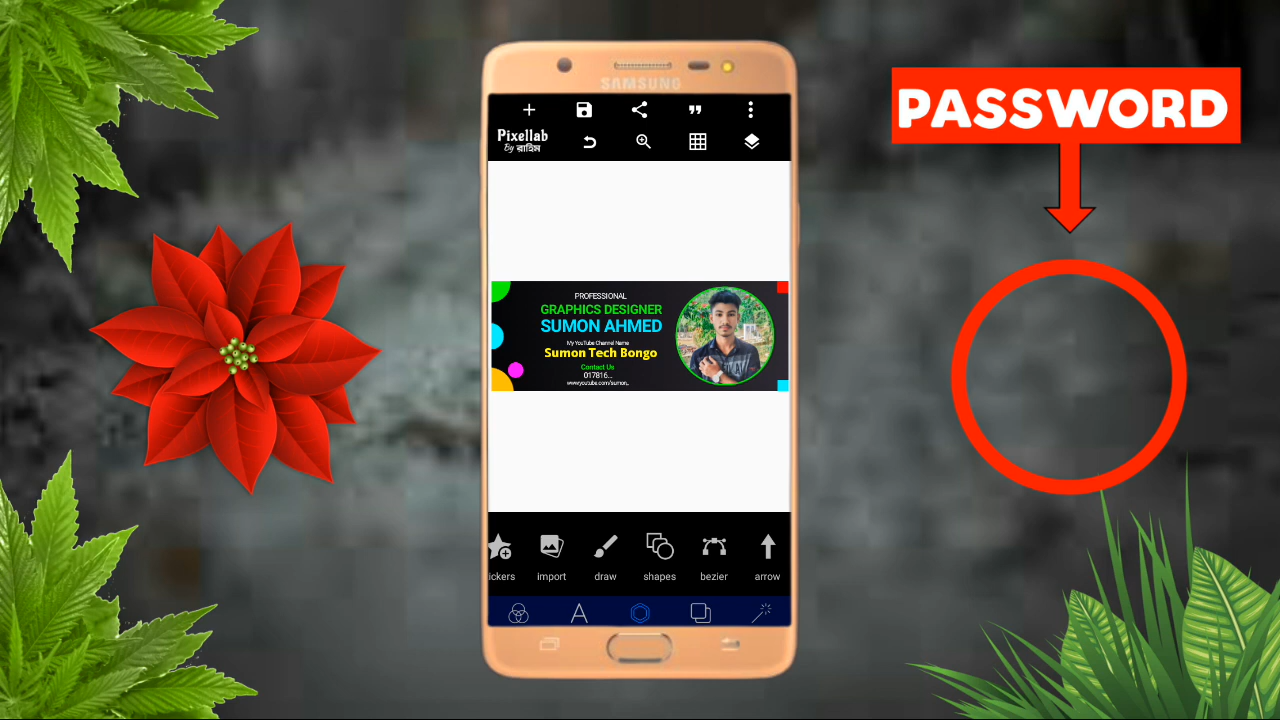 PASSWORD
SAMSUNG
Pixellab
By রাহিম
PROFESSIONAL
GRAPHICS DESIGNER
SUMON AHMED
My YouTube Channel Name
Sumon Tech Bongo
Contact Us
017816...
www.youtube.com/sumon_
ickers
import
draw
shapes
bezier
arrow